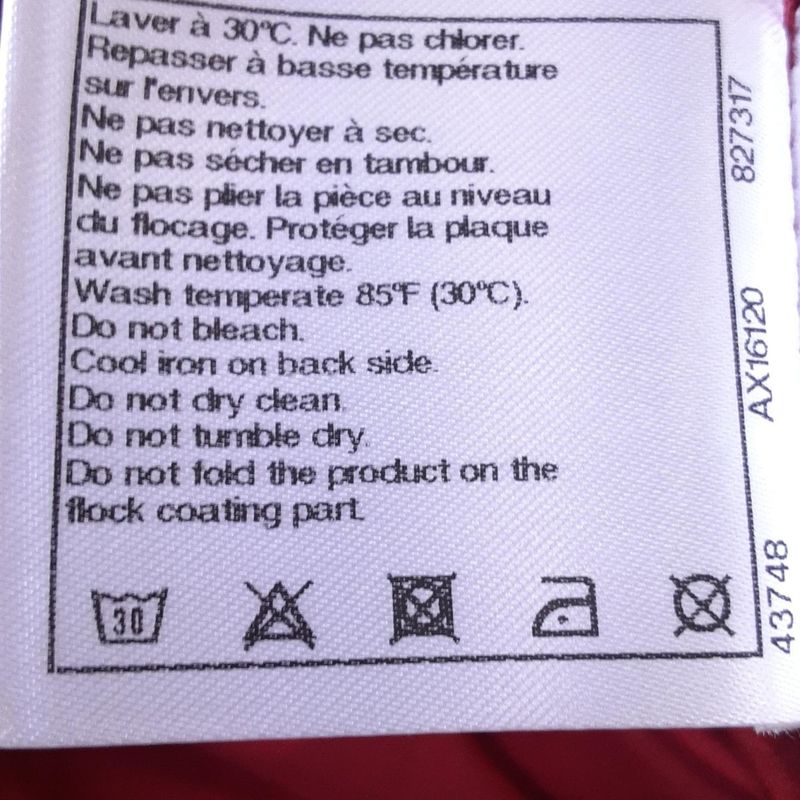 Laver à 30°C. Ne pas chlorer.
Repasser à basse température
sur l'envers.
Ne pas nettoyer à sec.
Ne pas sécher en tambour.
Ne pas plier la pièce au niveau
du flocage. Protéger la plaque
avant nettoyage.
Wash temperate 85°F (30°C).
Do not bleach.
Cool iron on back side.
Do not dry clean.
Do not tumble dry.
Do not fold the product on the
flock coating part.
30
827317
AX16120
43748